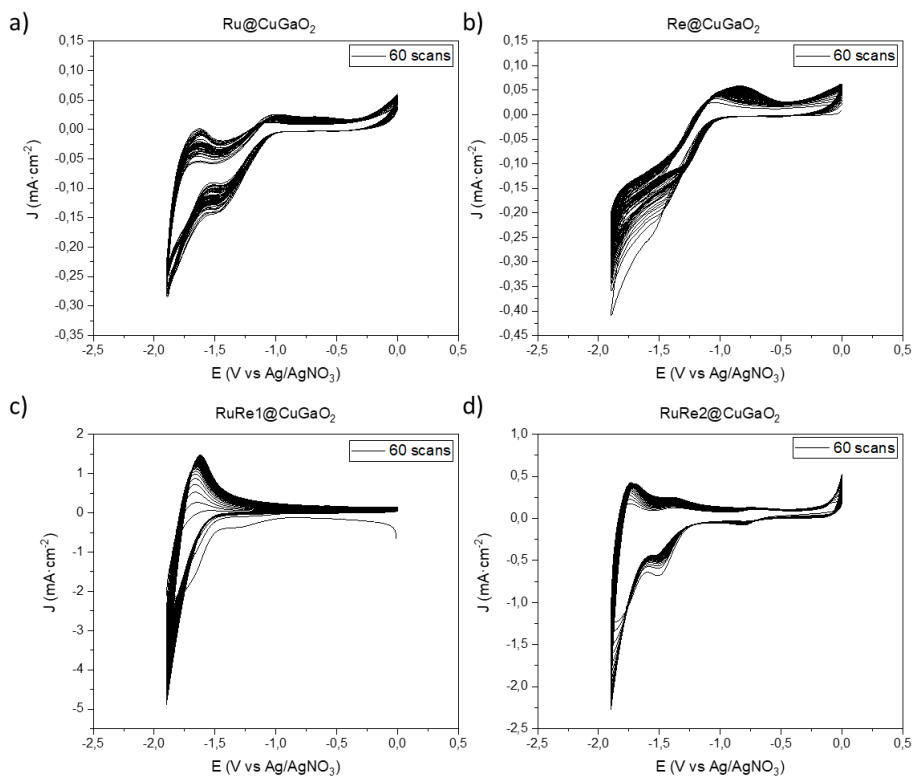 a)
Ru@CuGaO₂
60 scans
0,15
0,10
0,05
0,00
-0,05
-0,10
-0,15
-0,20
-0,25
-0,30
0,35
J (mA·cm⁻²)
-2,5 -2,0 -1,5 -1,0 -0,5 0,0 0,5
E (V vs Ag/AgNO₃)
b)
Re@CuGaO₂
60 scans
0,15
0,10
0,05
0,00
-0,05
-0,10
-0,15
-0,20
-0,25
-0,30
-0,35
-0,40
-0,45
J (mA·cm⁻²)
-2,5 -2,0 -1,5 -1,0 -0,5 0,0 0,5
E (V vs Ag/AgNO₃)
c)
RuRe1@CuGaO₂
60 scans
2
1
0
-1
-2
-3
-4
-5
J (mA·cm⁻²)
-2,5 -2,0 -1,5 -1,0 -0,5 0,0 0,5
E (V vs Ag/AgNO₃)
d)
RuRe2@CuGaO₂
60 scans
1,0
0,5
0,0
-0,5
-1,0
-1,5
-2,0
-2,5
J (mA·cm⁻²)
-2,5 -2,0 -1,5 -1,0 -0,5 0,0 0,5
E (V vs Ag/AgNO₃)